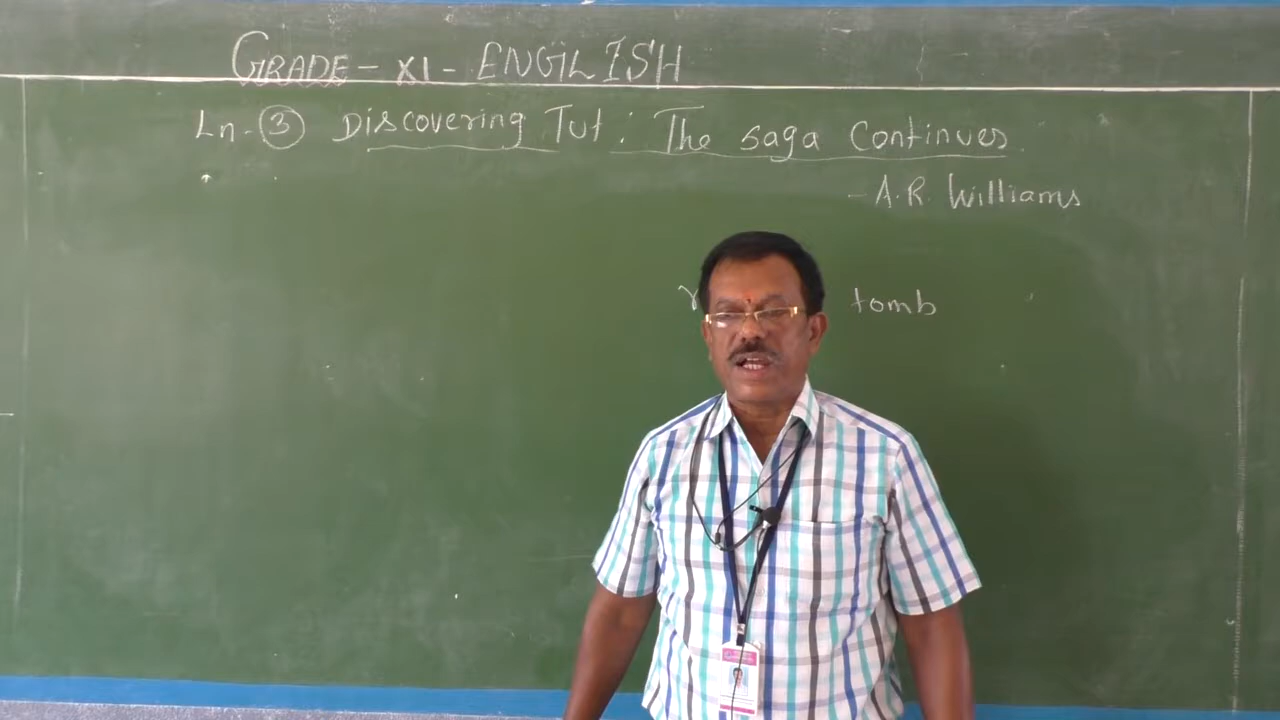 GRADE - XI - ENGLISH
Ln - 3 Discovering Tut : The saga Continues
- A.R. Williams
tomb